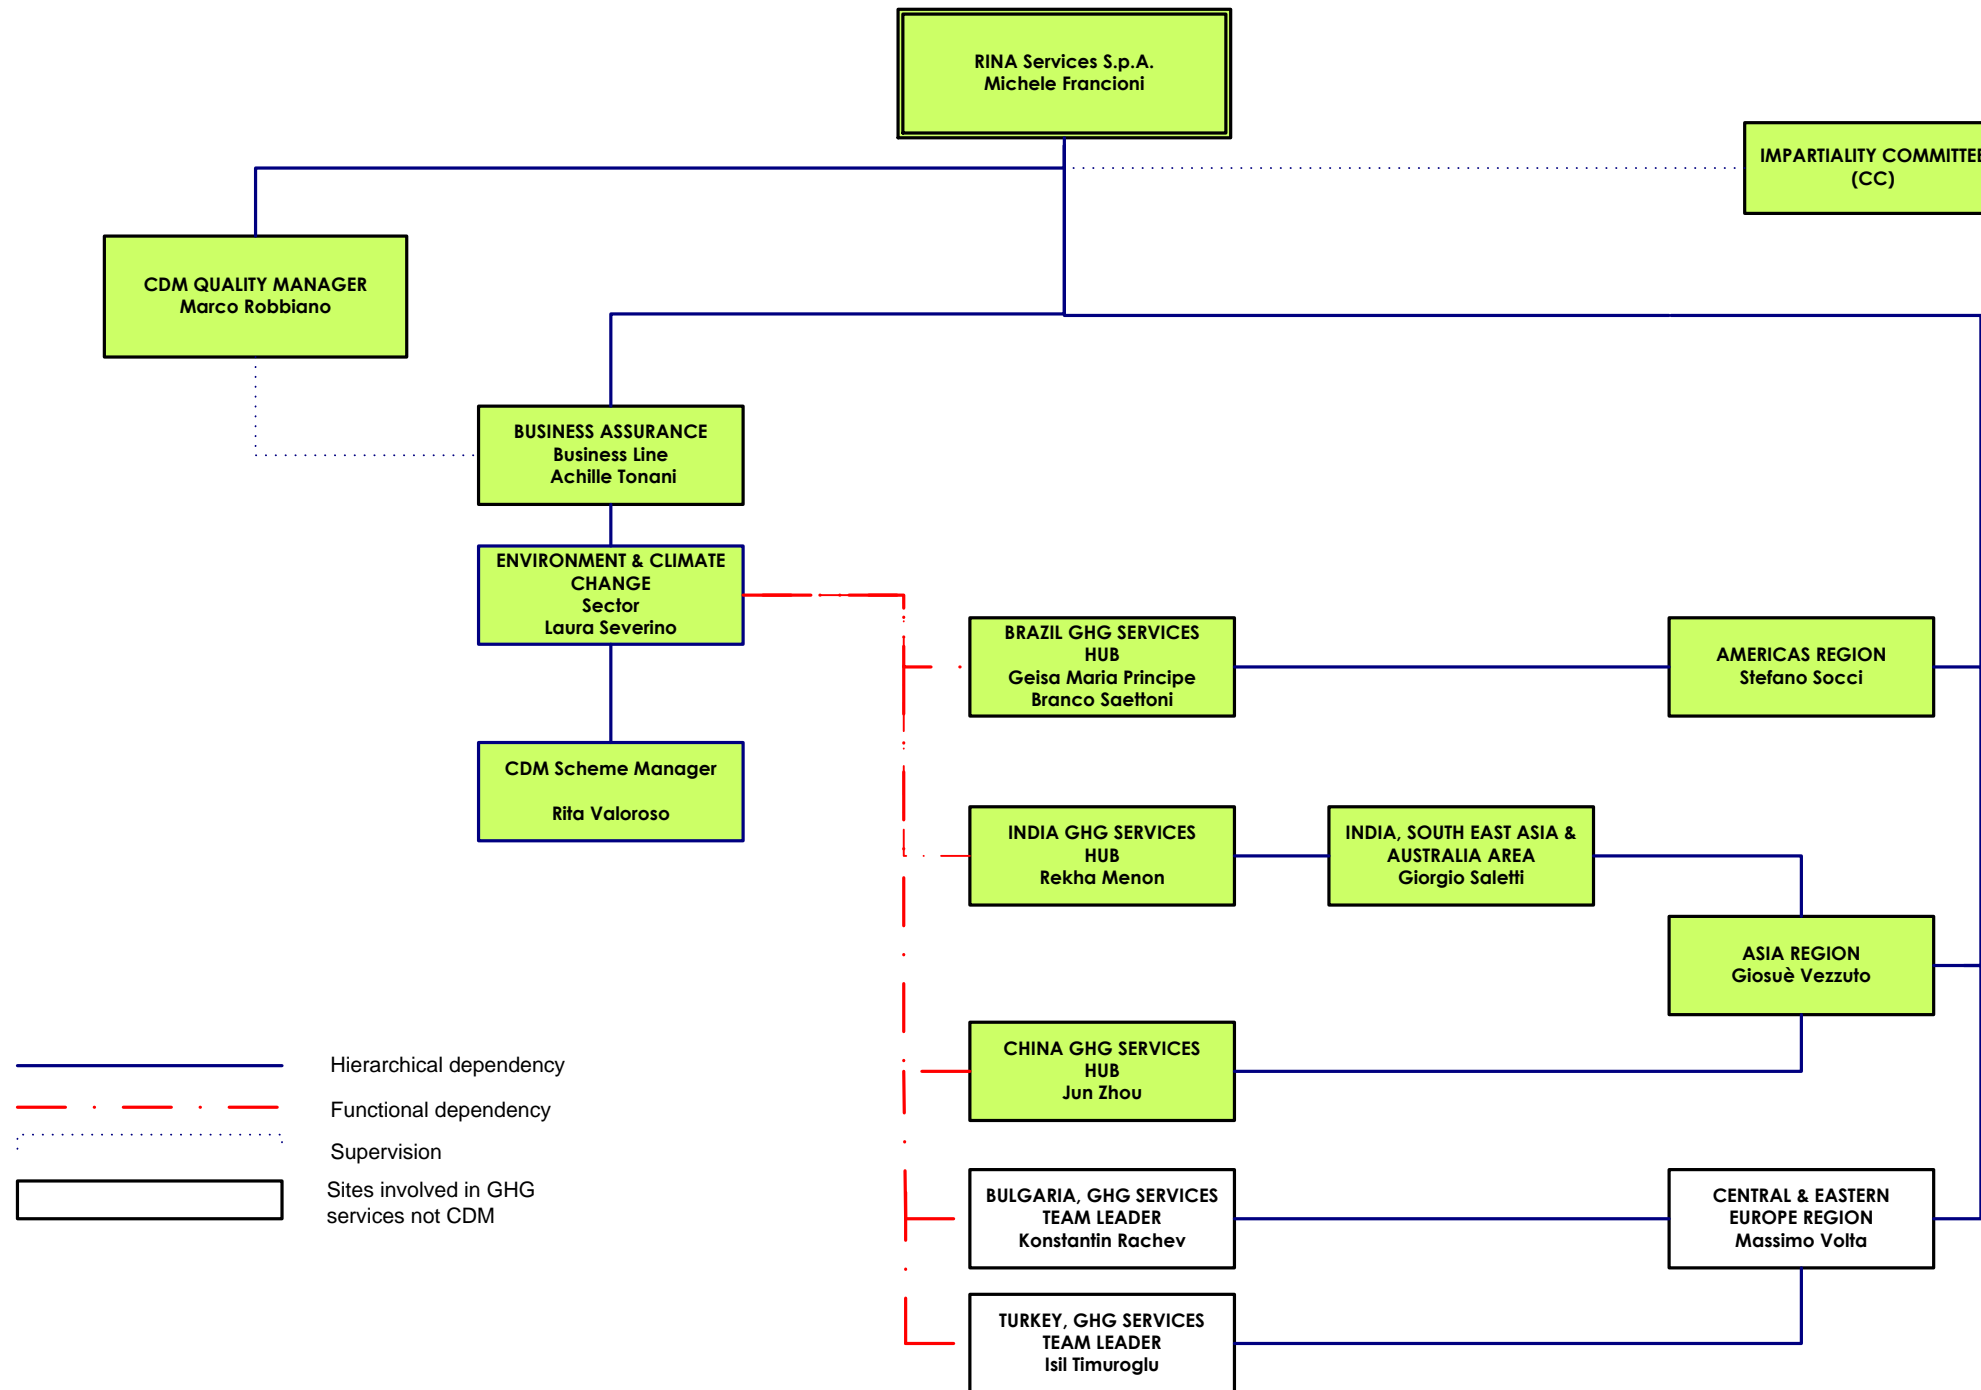 RINA Services S.p.A.
Michele Francioni
IMPARTIALITY COMMITTEE
(CC)
CDM QUALITY MANAGER
Marco Robbiano
BUSINESS ASSURANCE
Business Line
Achille Tonani
ENVIRONMENT & CLIMATE
CHANGE
Sector
Laura Severino
BRAZIL GHG SERVICES
HUB
Geisa Maria Principe
Branco Saettoni
AMERICAS REGION
Stefano Socci
CDM Scheme Manager
Rita Valoroso
INDIA GHG SERVICES
HUB
Rekha Menon
INDIA, SOUTH EAST ASIA &
AUSTRALIA AREA
Giorgio Saletti
ASIA REGION
Giosuè Vezzuto
CHINA GHG SERVICES
HUB
Jun Zhou
Hierarchical dependency
Functional dependency
Supervision
Sites involved in GHG
services not CDM
BULGARIA, GHG SERVICES
TEAM LEADER
Konstantin Rachev
CENTRAL & EASTERN
EUROPE REGION
Massimo Volta
TURKEY, GHG SERVICES
TEAM LEADER
Isil Timuroglu